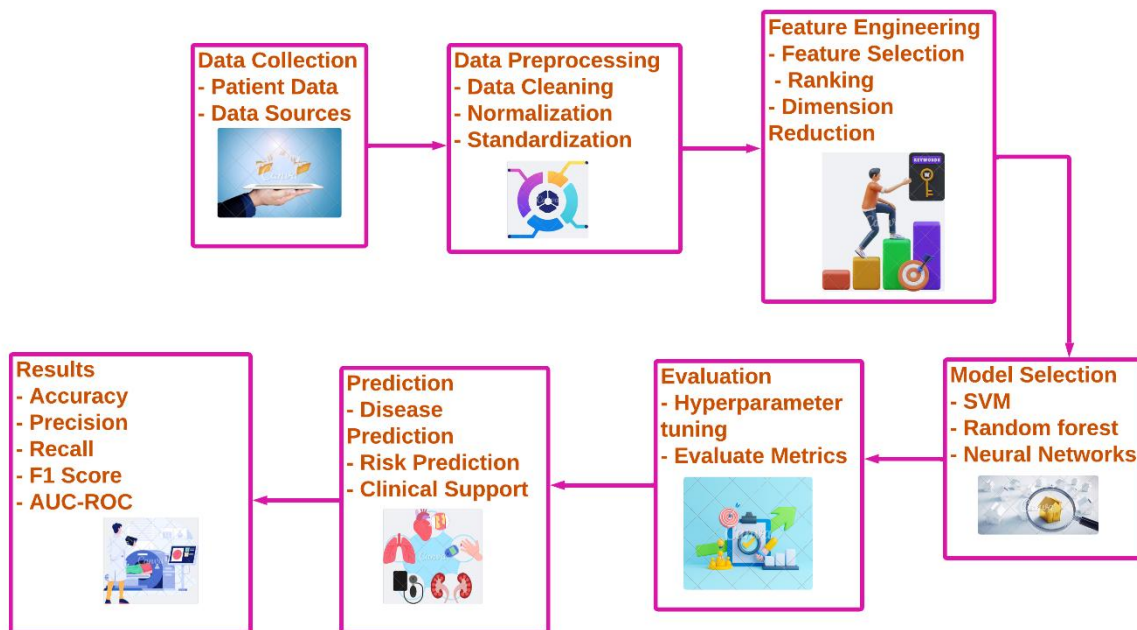 Data Collection
- Patient Data
- Data Sources
Data Preprocessing
- Data Cleaning
- Normalization
- Standardization
Feature Engineering
- Feature Selection
- Ranking
- Dimension
Reduction
KEYWORDS
Model Selection
- SVM
- Random forest
- Neural Networks
Evaluation
- Hyperparameter
tuning
- Evaluate Metrics
Prediction
- Disease
Prediction
- Risk Prediction
- Clinical Support
Results
- Accuracy
- Precision
- Recall
- F1 Score
- AUC-ROC